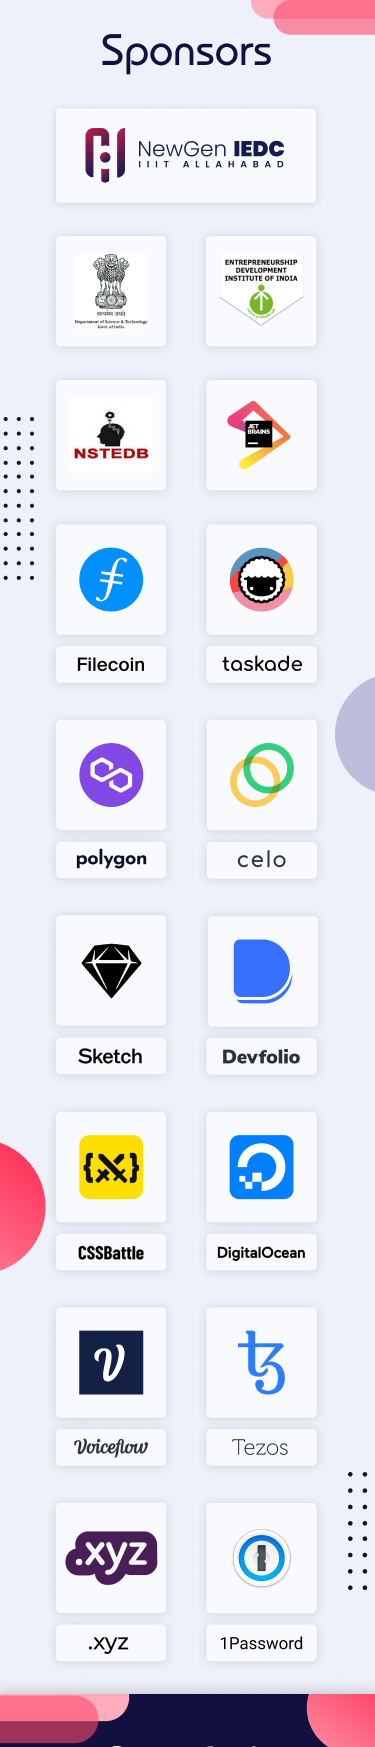 Sponsors
NewGen IEDC
IIIT ALLAHABAD
सत्यमेव जयते
Department of Science & Technology
Govt. of India
ENTREPRENEURSHIP
DEVELOPMENT
INSTITUTE OF INDIA
NSTEDB
JET
BRAINS
Filecoin
taskade
polygon
celo
Sketch
Devfolio
CSSBattle
DigitalOcean
Voiceflow
Tezos
.xyz
.xyz
1Password